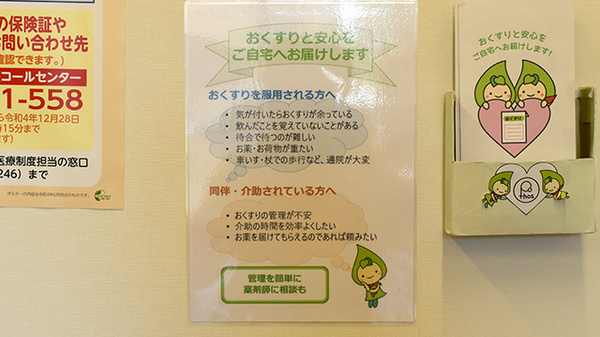 の保険証や
お問い合わせ先
確認できます。)
コールセンター
1-558
ら令和4年12月28日
時15分まで
ます)
医療制度担当の窓口
246）まで
おくすりと安心を
ご自宅へお届けします
おくすりを服用される方へ
• 気が付いたらおくすりが余っている
• 飲んだことを覚えていないことがある
• 待合で待つのが難しい
• お薬・お荷物が重たい
• 車いす・杖での歩行など、通院が大変
同伴・介助されている方へ
• おくすりの管理が不安
• 介助の時間を効率よくしたい
• お薬を届けてもらえるのであれば頼みたい
管理を簡単に
薬剤師に相談も
おくすりと安心を
ご自宅へお届けします!
おくすり
Phos